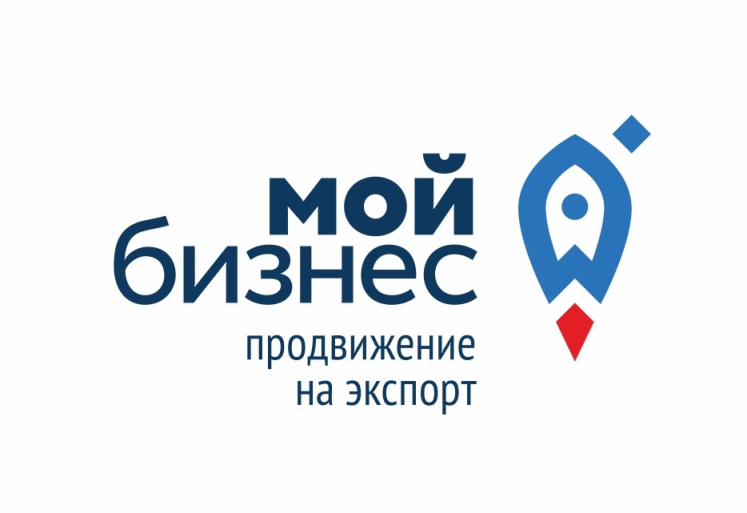 мой
бизнес
продвижение
на экспорт